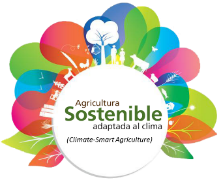 Agricultura
Sostenible
adaptada al clima
(Climate-Smart Agriculture)